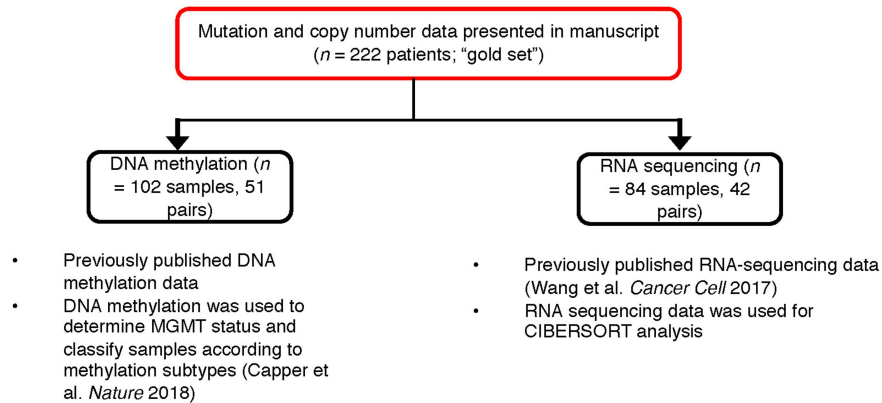 Mutation and copy number data presented in manuscript
(n = 222 patients; “gold set”)
DNA methylation (n
= 102 samples, 51
pairs)
RNA sequencing (n
= 84 samples, 42
pairs)
• Previously published DNA
methylation data
• DNA methylation was used to
determine MGMT status and
classify samples according to
methylation subtypes (Capper et
al. Nature 2018)
• Previously published RNA-sequencing data
(Wang et al. Cancer Cell 2017)
• RNA sequencing data was used for
CIBERSORT analysis